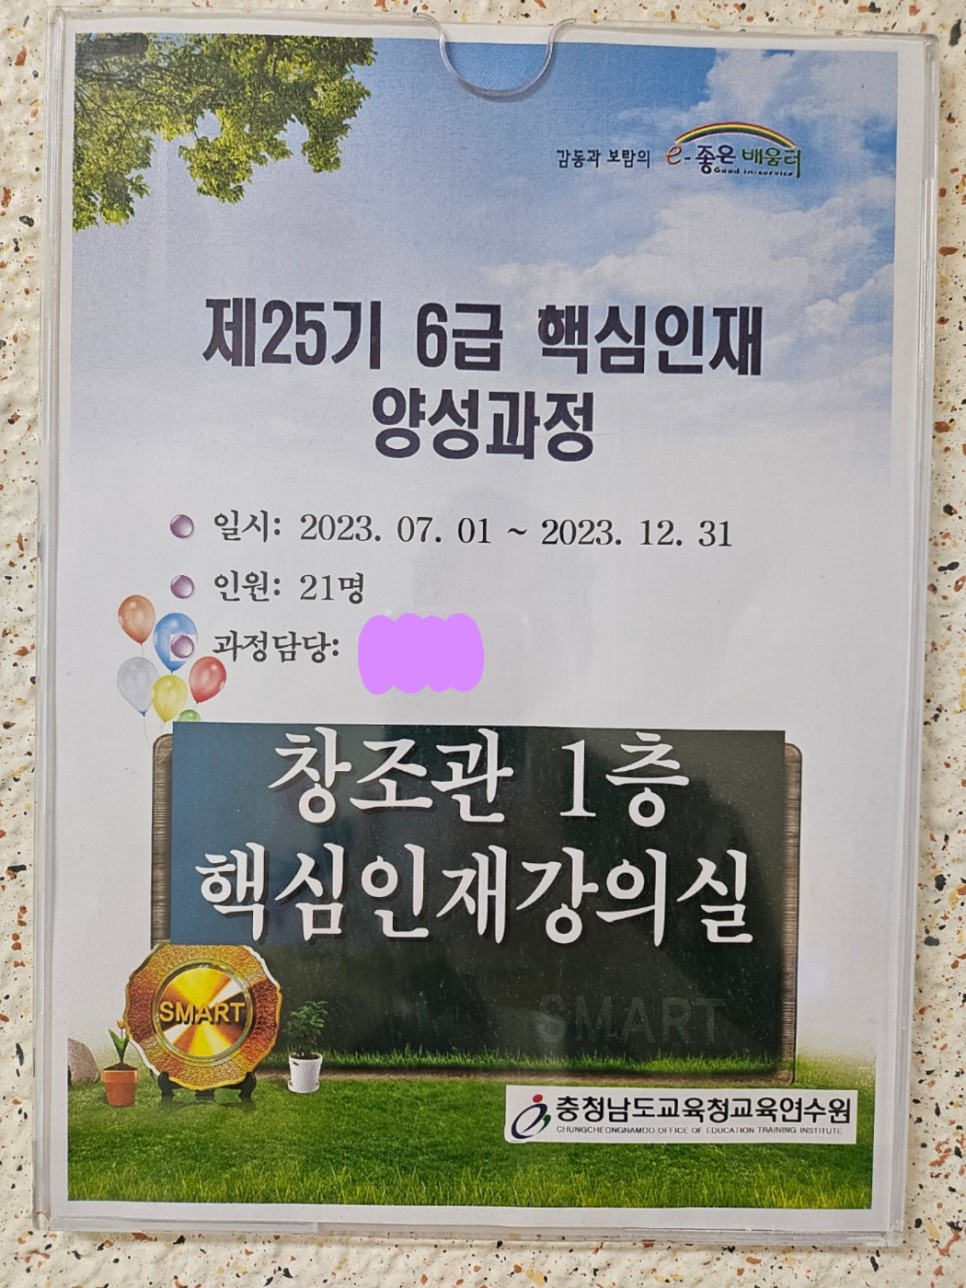 감동과 보람의 e-좋은 배움터
Good in-service
제25기 6급 핵심인재
양성과정
일시: 2023. 07. 01 ~ 2023. 12. 31
인원: 21명
과정담당:
창조관 1층
핵심인재강의실
SMART
SMART
충청남도교육청교육연수원
CHUNGCHEONGNAMDO OFFICE OF EDUCATION TRAINING INSTITUTE